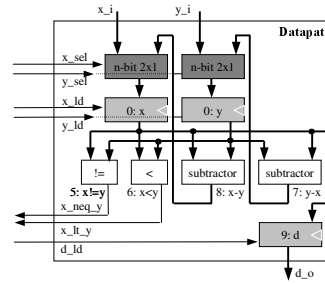 x_i y_i
Datapat
x_sel
n-bit 2x1 n-bit 2x1
y_sel
x_ld
0: x 0: y
y_ld
!= < subtractor subtractor
5: x!=y 6: x<y 8: x-y 7: y-x
x_neq_y
x_lt_y
9: d
d_ld
d_o